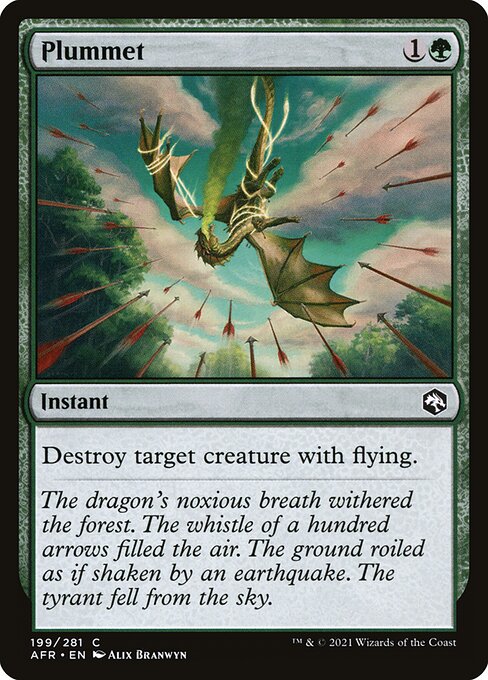 Plummet 1
Instant
Destroy target creature with flying.
The dragon's noxious breath withered
the forest. The whistle of a hundred
arrows filled the air. The ground roiled
as if shaken by an earthquake. The
tyrant fell from the sky.
199/281 C ™ & © 2021 Wizards of the Coast
AFR • EN Alix Branwyn